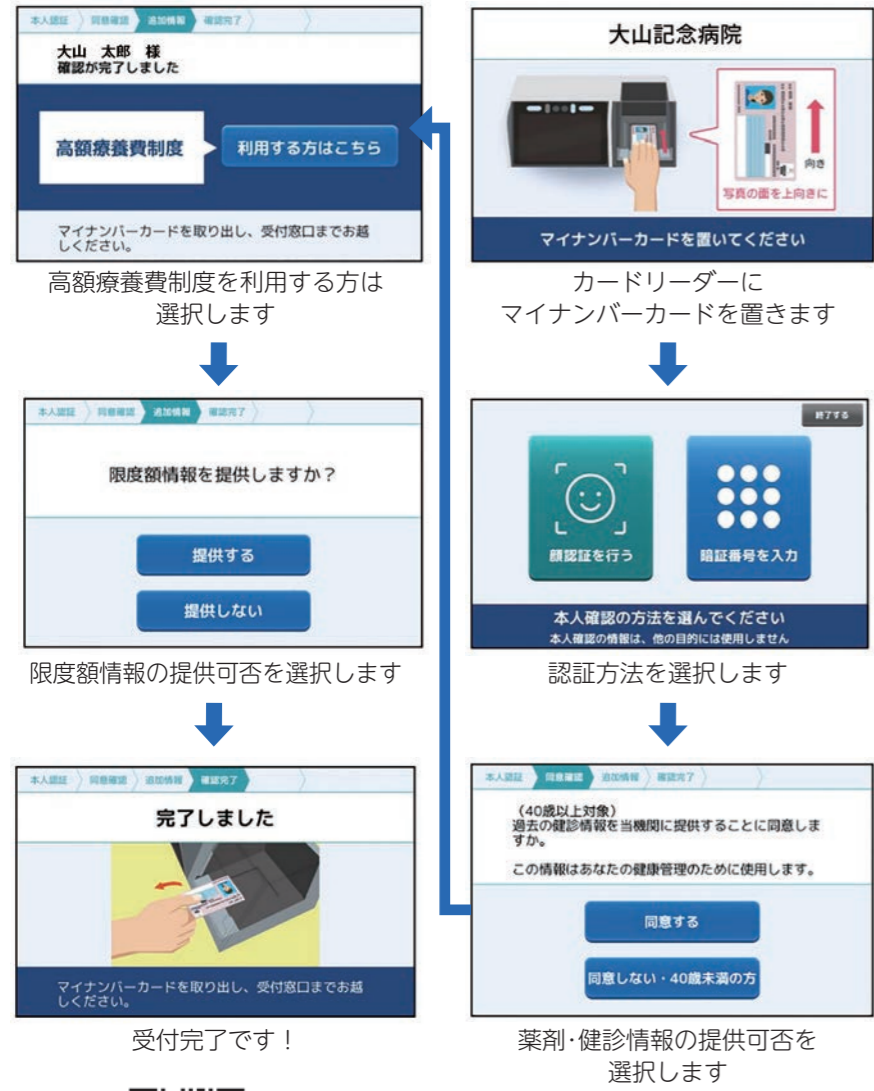 大山記念病院
向き
写真の面を上向きに
マイナンバーカードを置いてください
カードリーダーに
マイナンバーカードを置きます
終了する
顔認証を行う
暗証番号を入力
本人確認の方法を選んでください
本人確認の情報は、他の目的には使用しません
認証方法を選択します
本人認証 同意確認 追加情報 確認完了
(40歳以上対象)
過去の健診情報を当機関に提供することに同意しま
すか。
この情報はあなたの健康管理のために使用します。
同意する
同意しない・40歳未満の方
薬剤・健診情報の提供可否を
選択します
本人認証 同意確認 追加情報 確認完了
大山 太郎 様
確認が完了しました
高額療養費制度
利用する方はこちら
マイナンバーカードを取り出し、受付窓口までお越
しください。
高額療養費制度を利用する方は
選択します
本人認証 同意確認 追加情報 確認完了
限度額情報を提供しますか?
提供する
提供しない
限度額情報の提供可否を選択します
本人認証 同意確認 追加情報 確認完了
完了しました
マイナンバーカードを取り出し、受付窓口までお越
しください。
受付完了です!